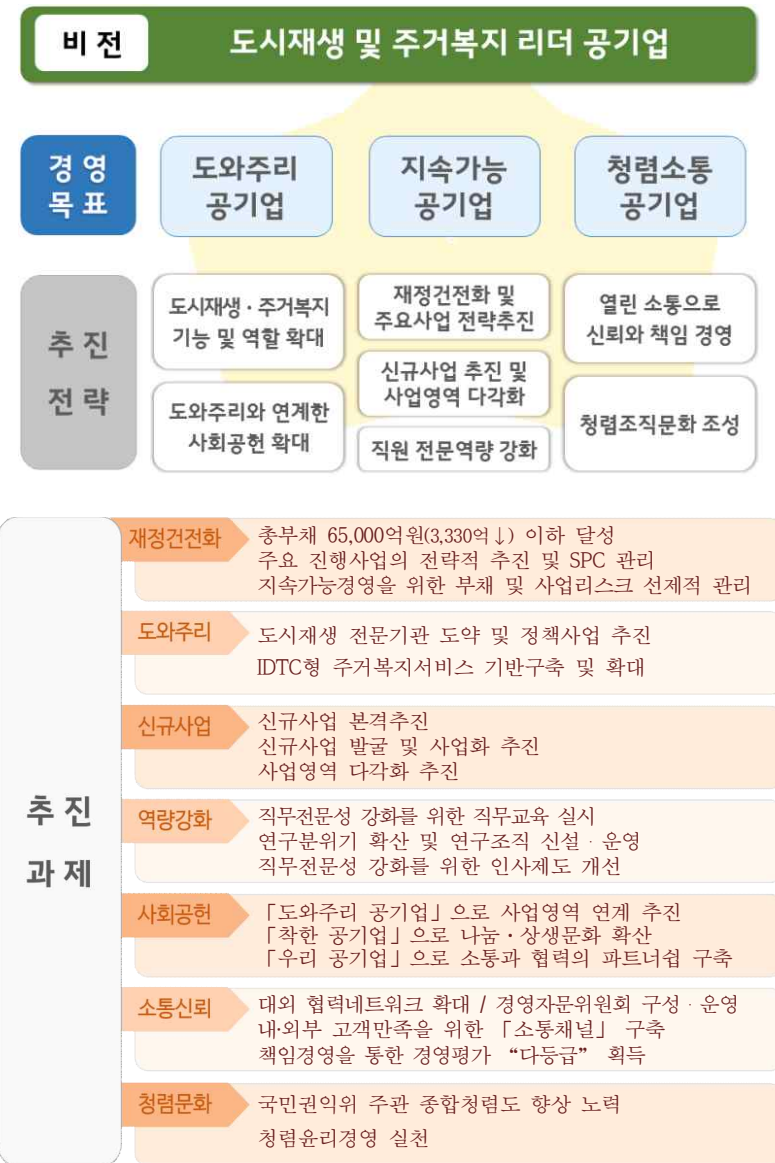 비 전
도시재생 및 주거복지 리더 공기업
경 영
목 표
도와주리
공기업
지속가능
공기업
청렴소통
공기업
추 진
전 략
도시재생 · 주거복지
기능 및 역할 확대
도와주리와 연계한
사회공헌 확대
재정건전화 및
주요사업 전략추진
신규사업 추진 및
사업영역 다각화
직원 전문역량 강화
열린 소통으로
신뢰와 책임 경영
청렴조직문화 조성
추 진
과 제
재정건전화
총부채 65,000억원(3,330억↓) 이하 달성
주요 진행사업의 전략적 추진 및 SPC 관리
지속가능경영을 위한 부채 및 사업리스크 선제적 관리
도와주리
도시재생 전문기관 도약 및 정책사업 추진
IDTC형 주거복지서비스 기반구축 및 확대
신규사업
신규사업 본격추진
신규사업 발굴 및 사업화 추진
사업영역 다각화 추진
역량강화
직무전문성 강화를 위한 직무교육 실시
연구분위기 확산 및 연구조직 신설 · 운영
직무전문성 강화를 위한 인사제도 개선
사회공헌
「도와주리 공기업」으로 사업영역 연계 추진
「착한 공기업」으로 나눔·상생문화 확산
「우리 공기업」으로 소통과 협력의 파트너쉽 구축
소통신뢰
대외 협력네트워크 확대 / 경영자문위원회 구성 · 운영
내·외부 고객만족을 위한 「소통채널」 구축
책임경영을 통한 경영평가 “다등급” 획득
청렴문화
국민권익위 주관 종합청렴도 향상 노력
청렴윤리경영 실천